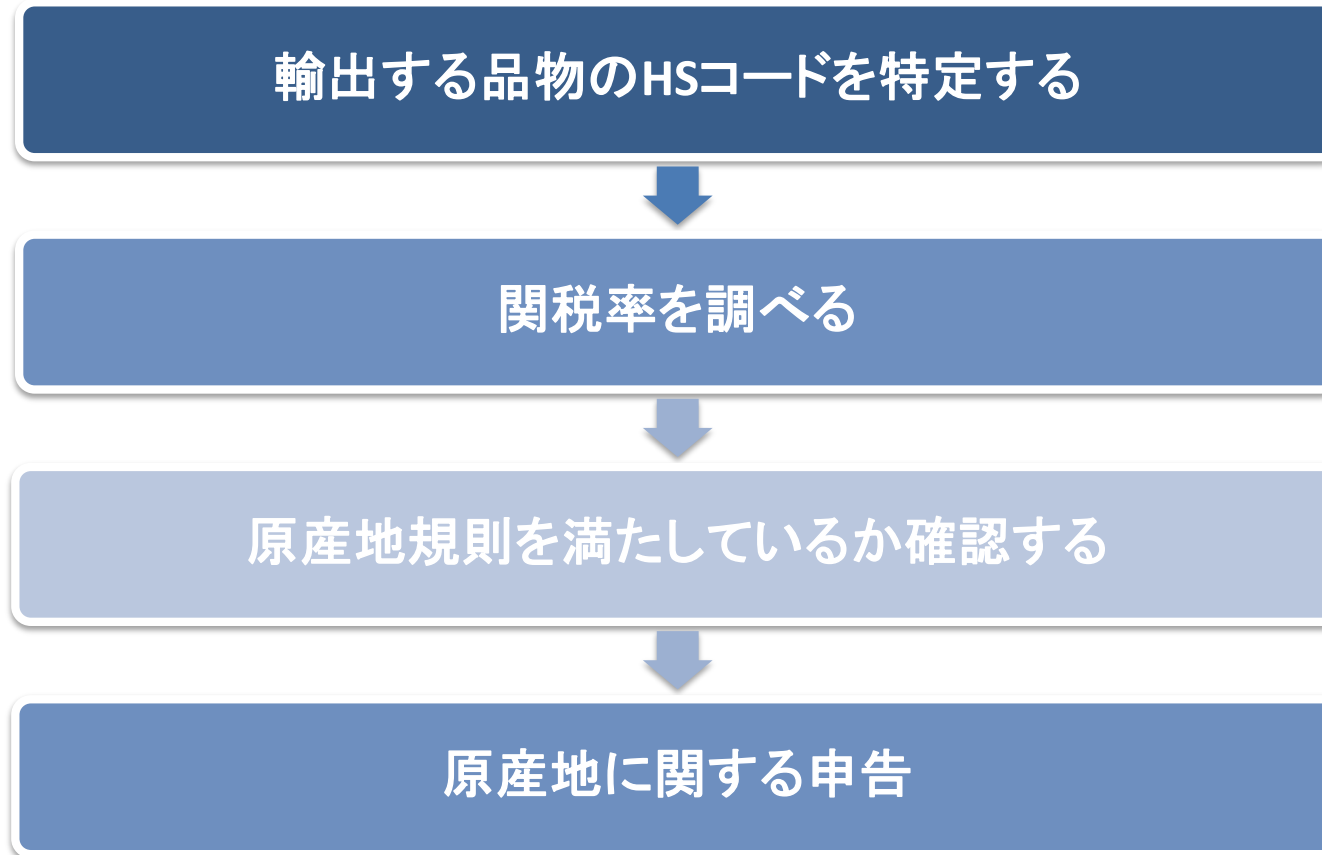 輸出する品物のHSコードを特定する
関税率を調べる
原産地規則を満たしているか確認する
原産地に関する申告